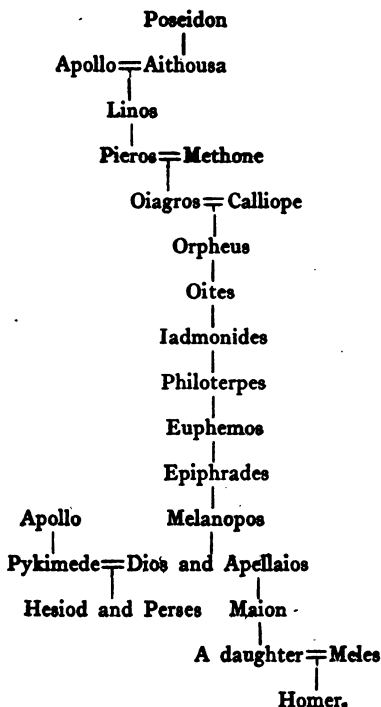 Poseidon
Apollo = Aithousa
Linos
Pieros = Methone
Oiagros = Calliope
Orpheus
Oites
Iadmonides
Philoterpes
Euphemos
Epiphrades
Apollo Melanopos
Pykimede = Dios and Apellaios
Hesiod and Perses Maion
A daughter = Meles
Homer.